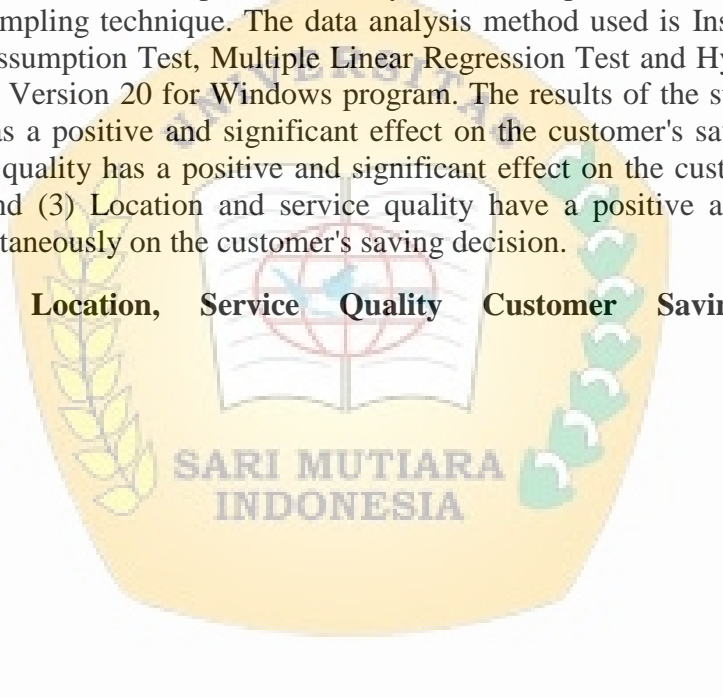 mpling technique. The data analysis method used is Ins
ssumption Test, Multiple Linear Regression Test and Hy
Version 20 for Windows program. The results of the s
as a positive and significant effect on the customer's sa
quality has a positive and significant effect on the cust
nd (3) Location and service quality have a positive a
taneously on the customer's saving decision.
Location, Service Quality Customer Savin
UNIVERSITAS
SARI MUTIARA
INDONESIA